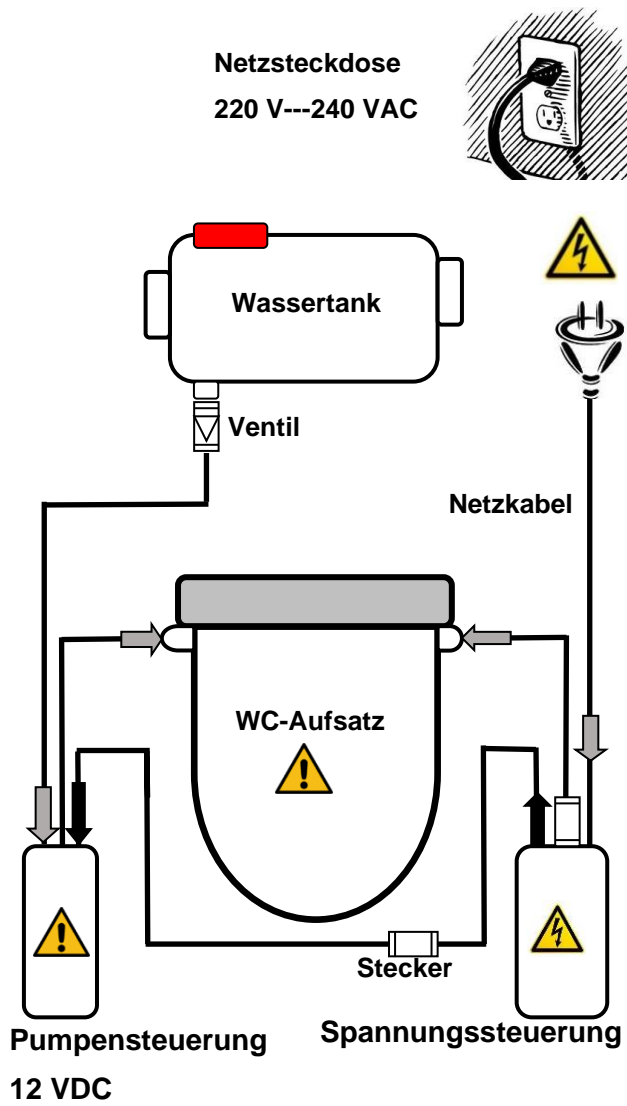 Netzsteckdose
220 V---240 VAC
Wassertank
Ventil
Netzkabel
WC-Aufsatz
Stecker
Pumpensteuerung
12 VDC
Spannungssteuerung